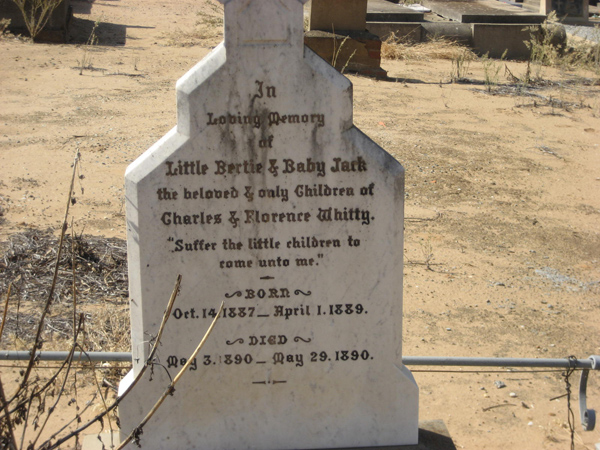 In
Loving Memory
of
Little Bertie & Baby Jack
the beloved & only Children of
Charles & Florence Whitty.
"Suffer the little children to
come unto me."
BORN
Oct. 14. 1887 — April 1. 1889.
DIED
May 3. 1890 — May 29. 1890.